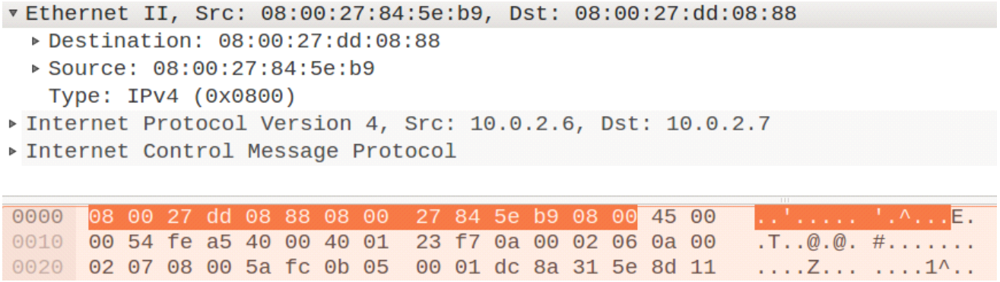 Ethernet II, Src: 08:00:27:84:5e:b9, Dst: 08:00:27:dd:08:88
Destination: 08:00:27:dd:08:88
Source: 08:00:27:84:5e:b9
Type: IPv4 (0x0800)
Internet Protocol Version 4, Src: 10.0.2.6, Dst: 10.0.2.7
Internet Control Message Protocol
0000 08 00 27 dd 08 88 08 00 27 84 5e b9 08 00 45 00 ..'..... '.^...E.
0010 00 54 fe a5 40 00 40 01 23 f7 0a 00 02 06 0a 00 .T..@.@. #.......
0020 02 07 08 00 5a fc 0b 05 00 01 dc 8a 31 5e 8d 11 ....Z... ....1^..